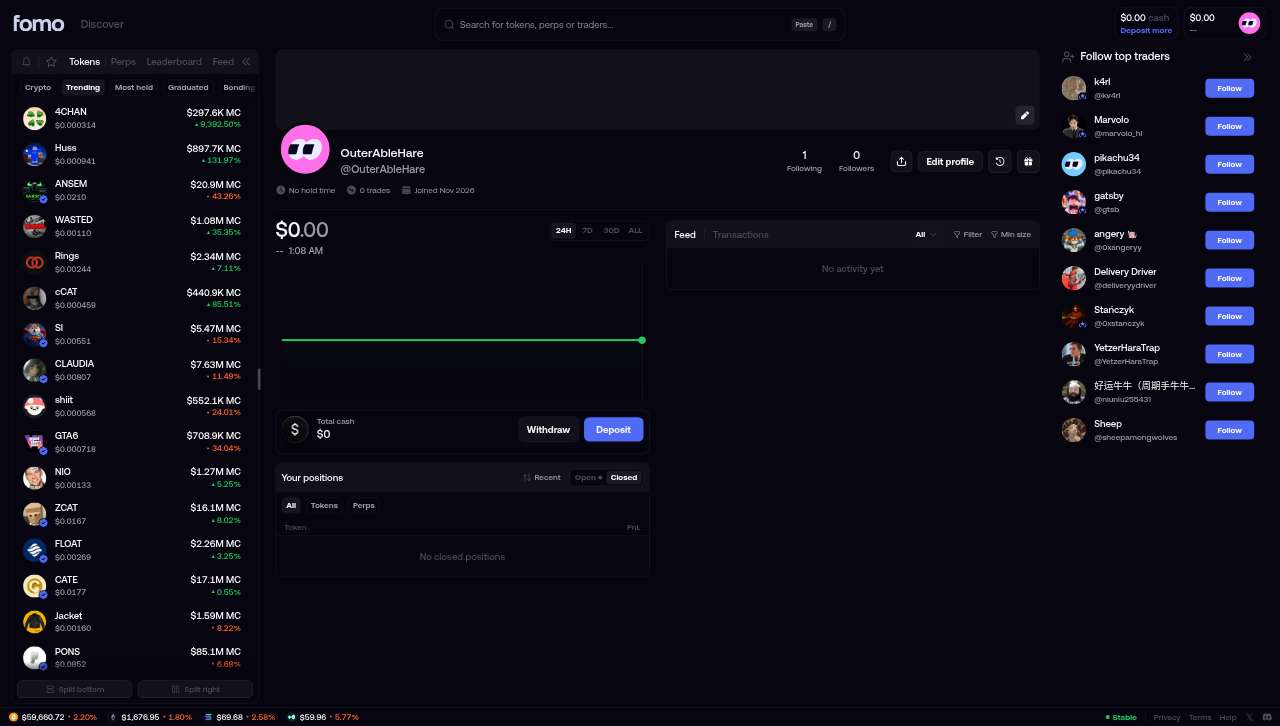 fomo
Discover
Search for tokens, perps or traders...
Paste
/
$0.00 cash
Deposit more
$0.00
—
Tokens
Perps
Leaderboard
Feed
Crypto
Trending
Most held
Graduated
Bonding
4CHAN
$0.000314
$297.6K MC
9,392.50%
Huss
$0.000941
$897.7K MC
131.97%
ANSEM
$0.0210
$20.9M MC
43.26%
WASTED
$0.00110
$1.08M MC
35.35%
Rings
$0.00244
$2.34M MC
7.11%
cCAT
$0.000459
$440.9K MC
85.51%
SI
$0.00551
$5.47M MC
15.34%
CLAUDIA
$0.00807
$7.63M MC
11.49%
shiit
$0.000568
$552.1K MC
24.01%
GTA6
$0.000718
$708.9K MC
34.04%
NIO
$0.00133
$1.27M MC
5.25%
ZCAT
$0.0167
$16.1M MC
8.02%
FLOAT
$0.00269
$2.26M MC
3.25%
CATE
$0.0177
$17.1M MC
0.55%
Jacket
$0.00160
$1.59M MC
8.22%
PONS
$0.0852
$85.1M MC
6.68%
Split bottom
Split right
OuterAbleHare
@OuterAbleHare
No hold time
0 trades
Joined Nov 2026
1
Following
0
Followers
Edit profile
$0.00
-- 1:08 AM
24H
7D
30D
ALL
$
Total cash
$0
Withdraw
Deposit
Your positions
Recent
Open
Closed
All
Tokens
Perps
Token
PnL
No closed positions
Feed
Transactions
All
Filter
Min size
No activity yet
Follow top traders
k4rl
@kv4rl
Follow
Marvolo
@marvolo_hl
Follow
pikachu34
@pikachu34
Follow
gatsby
@gtsb
Follow
angery
@0xangeryy
Follow
Delivery Driver
@deliveryydriver
Follow
Stańczyk
@0xstanczyk
Follow
YetzerHaraTrap
@YetzerHaraTrap
Follow
好运牛牛（周期手牛牛...
@niuniu255431
Follow
Sheep
@sheepamongwolves
Follow
$59,660.72 2.20%
$1,676.95 1.80%
$69.68 2.58%
$59.96 5.77%
Stable
Privacy
Terms
Help